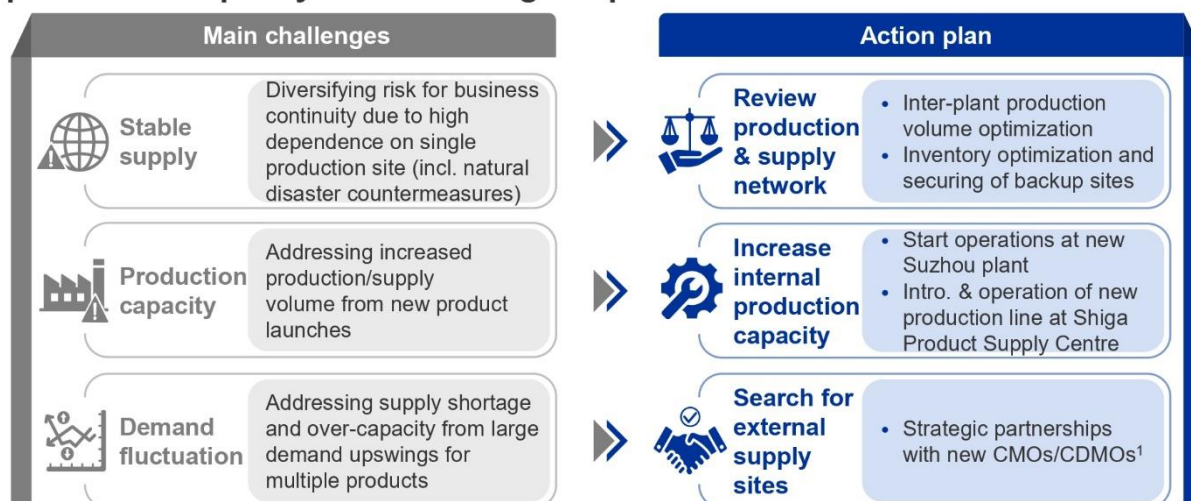 Main challenges
Action plan
Stable
supply
Diversifying risk for business
continuity due to high
dependence on single
production site (incl. natural
disaster countermeasures)
Review
production
& supply
network
• Inter-plant production
volume optimization
• Inventory optimization and
securing of backup sites
Production
capacity
Addressing increased
production/supply
volume from new product
launches
Increase
internal
production
capacity
• Start operations at new
Suzhou plant
• Intro. & operation of new
production line at Shiga
Product Supply Centre
Demand
fluctuation
Addressing supply shortage
and over-capacity from large
demand upswings for
multiple products
Search for
external
supply
sites
• Strategic partnerships
with new CMOs/CDMOs¹